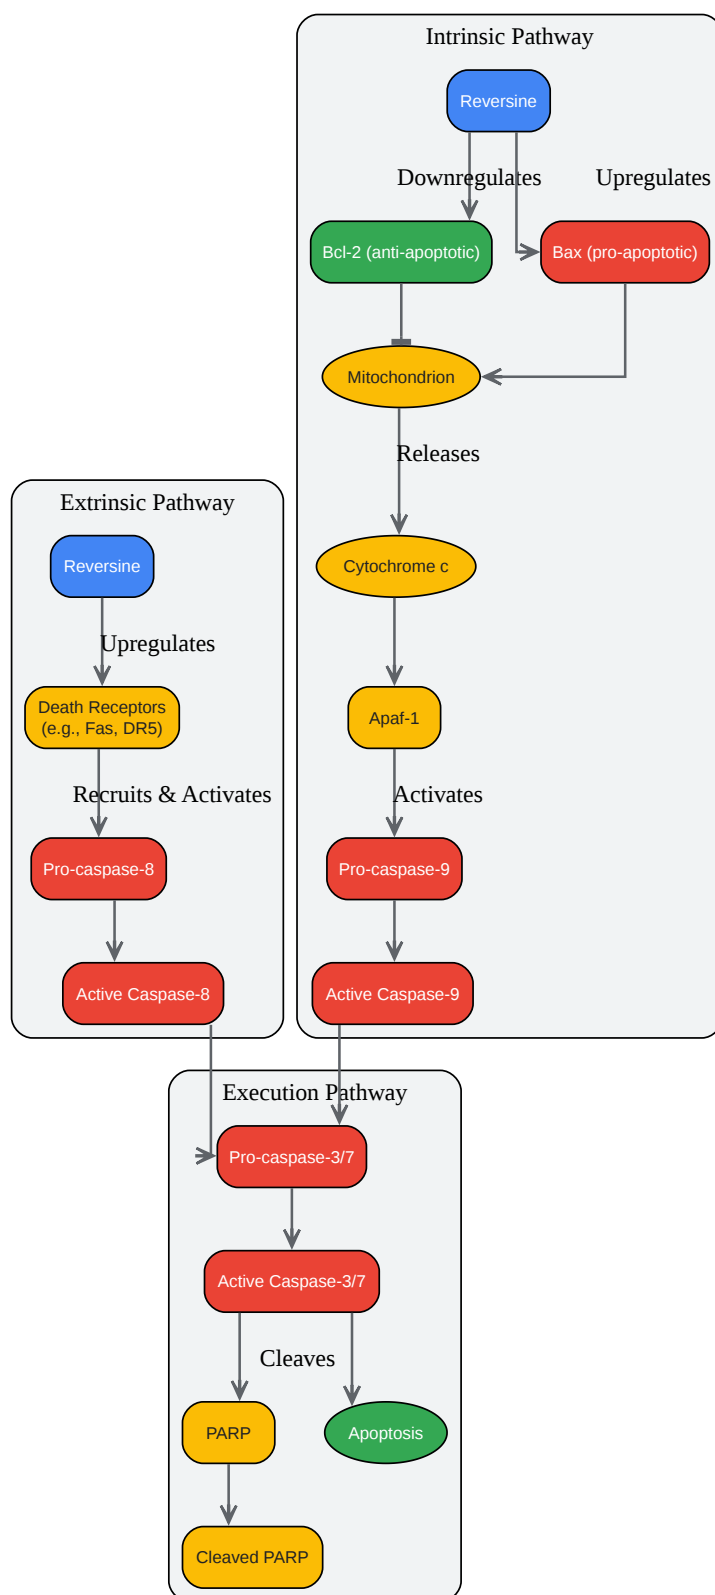 Intrinsic Pathway
Reversine
Downregulates
Upregulates
Bcl-2 (anti-apoptotic)
Bax (pro-apoptotic)
Mitochondrion
Releases
Cytochrome c
Apaf-1
Activates
Pro-caspase-9
Active Caspase-9
Extrinsic Pathway
Reversine
Upregulates
Death Receptors
(e.g., Fas, DR5)
Recruits & Activates
Pro-caspase-8
Active Caspase-8
Execution Pathway
Pro-caspase-3/7
Active Caspase-3/7
Cleaves
PARP
Apoptosis
Cleaved PARP